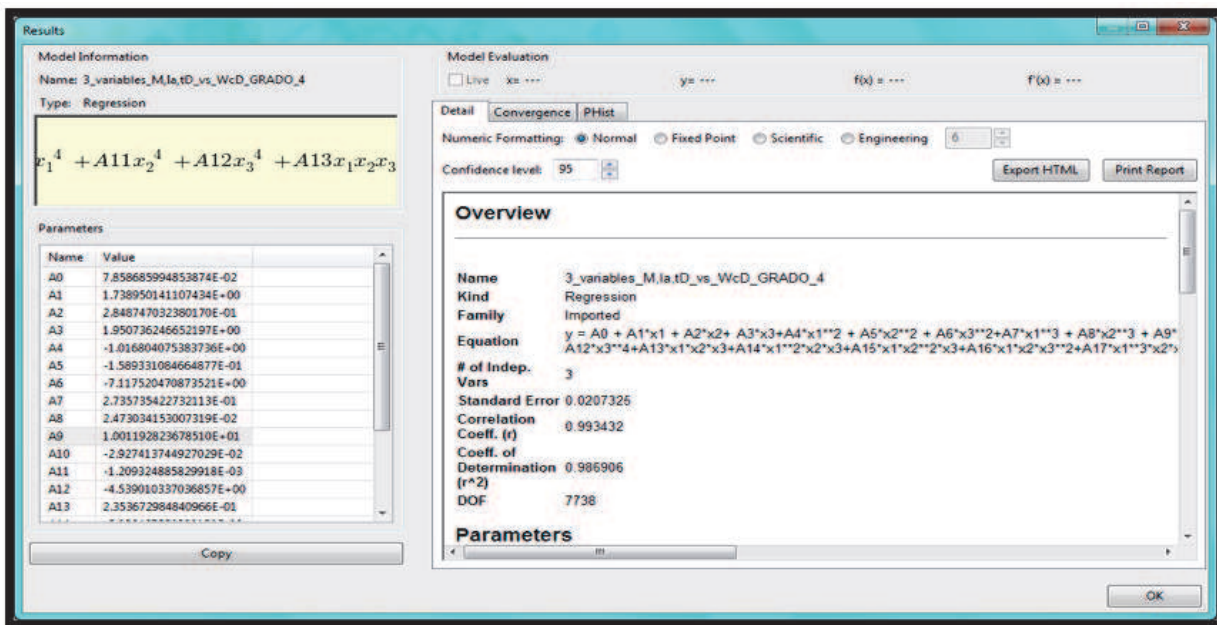 Results
Model Information
Name: 3_variables_M,Ia,tD_vs_WcD_GRADO_4
Type: Regression
x₁⁴ + A11x₂⁴ + A12x₃⁴ + A13x₁x₂x₃
Parameters
Name Value
A0 7.858685994853874E-02
A1 1.738950141107434E+00
A2 2.848747032380170E-01
A3 1.950736246652197E+00
A4 -1.016804075383736E+00
A5 -1.589331084664877E-01
A6 -7.117520470873521E+00
A7 2.735735422732113E-01
A8 2.473034153007319E-02
A9 1.001192823678510E+01
A10 -2.927413744927029E-02
A11 -1.209324885829918E-03
A12 -4.539010337036857E+00
A13 2.353672984840966E-01
Copy
Model Evaluation
Live x= --- y= --- f(x) = --- f'(x) = ---
Detail Convergence PHist
Numeric Formatting: Normal Fixed Point Scientific Engineering 6
Confidence level: 95 Export HTML Print Report
Overview
Name 3_variables_M,Ia,tD_vs_WcD_GRADO_4
Kind Regression
Family Imported
Equation y = A0 + A1*x1 + A2*x2+ A3*x3+A4*x1**2 + A5*x2**2 + A6*x3**2+A7*x1**3 + A8*x2**3 + A9*
A12*x3**4+A13*x1*x2*x3+A14*x1**2*x2*x3+A15*x1*x2**2*x3+A16*x1*x2*x3**2+A17*x1**3*x2*
# of Indep. Vars 3
Standard Error 0.0207325
Correlation Coeff. (r) 0.993432
Coeff. of Determination (r^2) 0.986906
DOF 7738
Parameters
OK